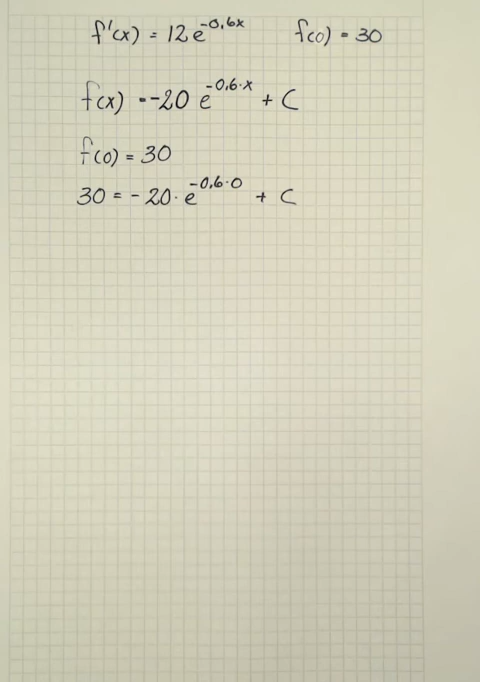 f'(x) = 12e^-0,6x f(0) = 30
f(x) = -20 e^-0,6·x + C
f(0) = 30
30 = -20 · e^-0,6·0 + C